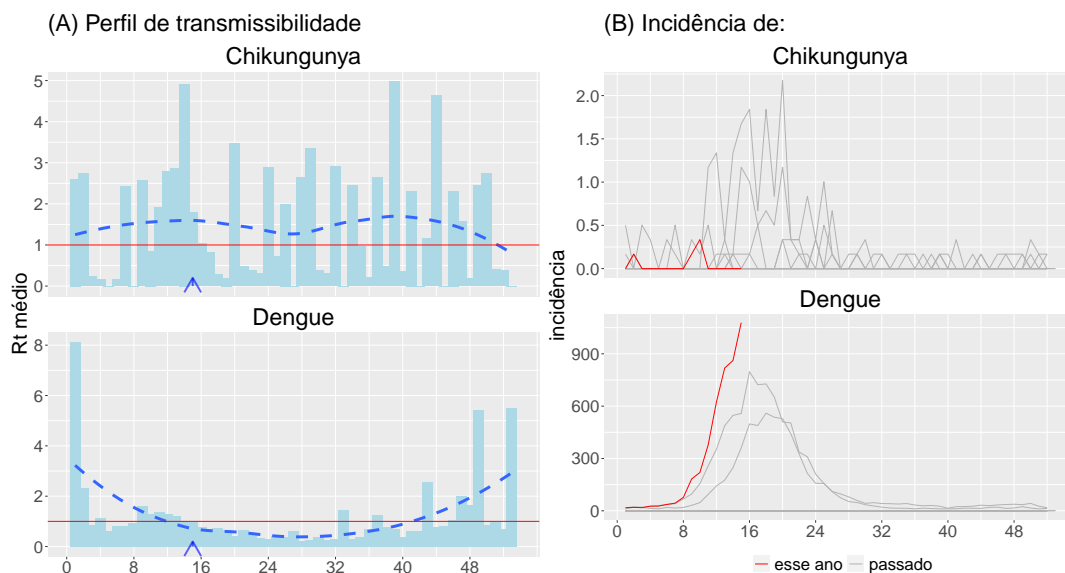 (A) Perfil de transmissibilidade
Chikungunya
5
4
3
2
1
0
Dengue
8
6
4
2
0
0 8 16 24 32 40 48
Rt médio
(B) Incidência de:
Chikungunya
2.0
1.5
1.0
0.5
0.0
Dengue
900
600
300
0
0 8 16 24 32 40 48
incidência
esse ano passado